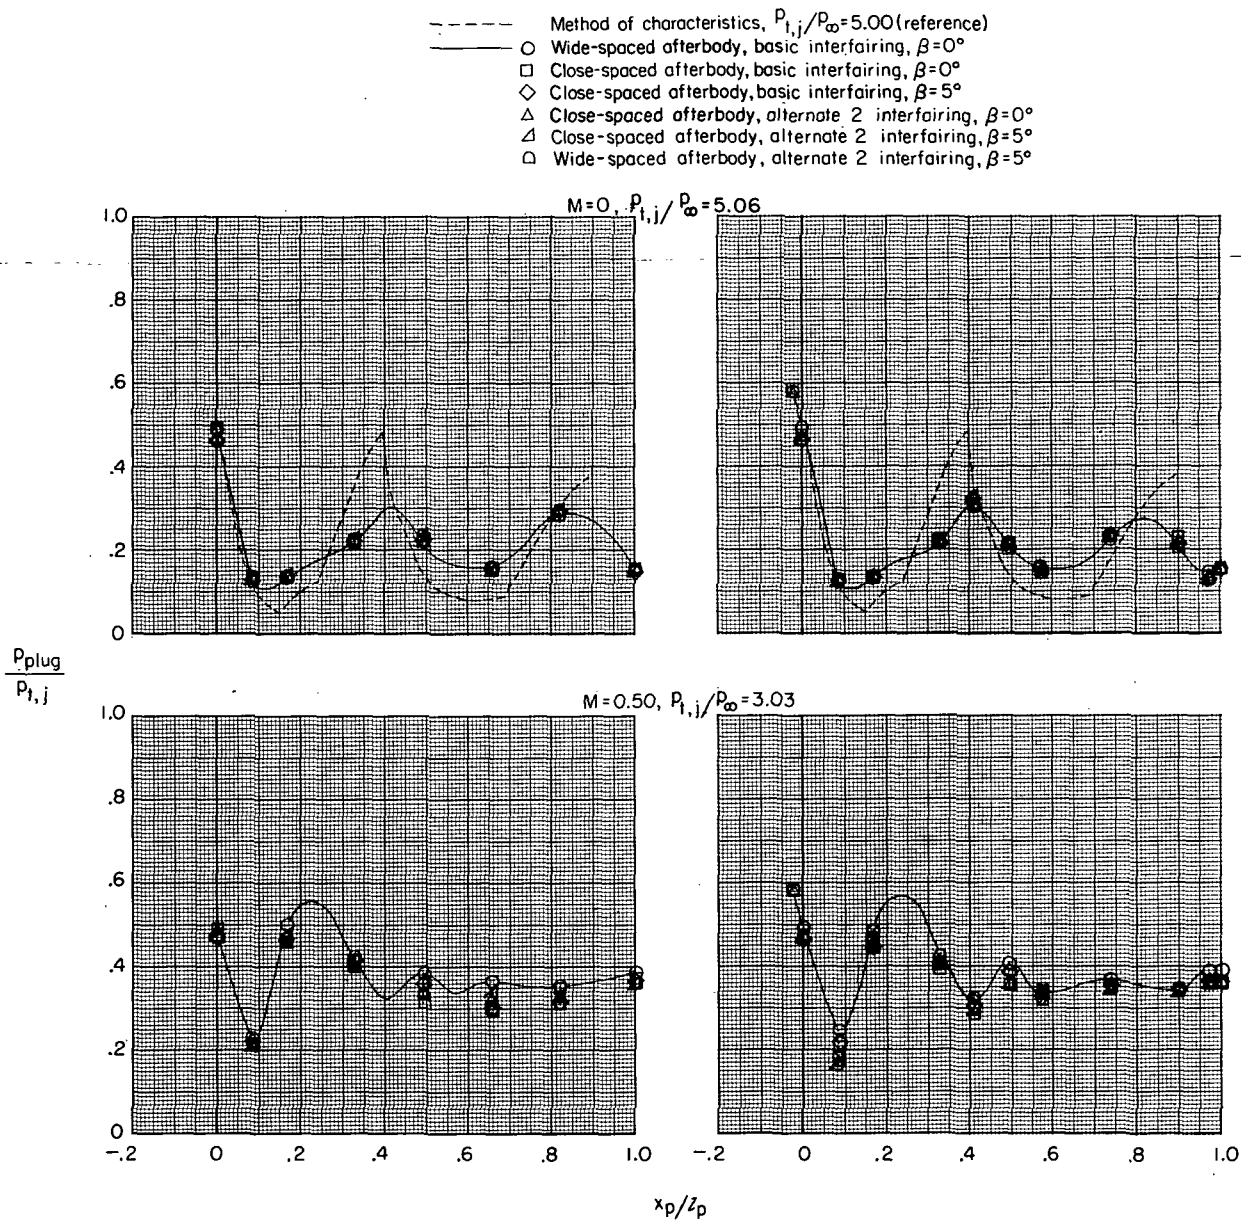 Method of characteristics, p_t,j/p∞=5.00 (reference)
Wide-spaced afterbody, basic interfairing, β=0°
Close-spaced afterbody, basic interfairing, β=0°
Close-spaced afterbody, basic interfairing, β=5°
Close-spaced afterbody, alternate 2 interfairing, β=0°
Close-spaced afterbody, alternate 2 interfairing, β=5°
Wide-spaced afterbody, alternate 2 interfairing, β=5°
M=0, p_t,j/p∞=5.06
1.0
.8
.6
.4
.2
0
p_plug
p_t,j
M=0.50, p_t,j/p∞=3.03
1.0
.8
.6
.4
.2
0
-.2 0 .2 .4 .6 .8 1.0
-.2 0 .2 .4 .6 .8 1.0
x_p/l_p